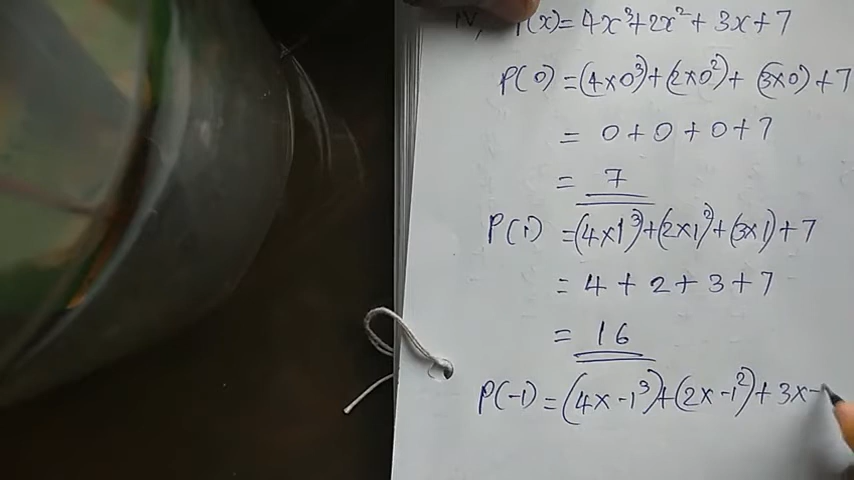 iv, P(x)= 4x³+2x²+ 3x+7
P(0) =(4×0³)+(2×0²)+ (3×0)+7
= 0+0+0+7
= 7
P(1) =(4×1³)+(2×1²)+(3×1)+7
= 4+2+3+7
= 16
P(-1) =(4×-1³)+(2×-1²)+3×-